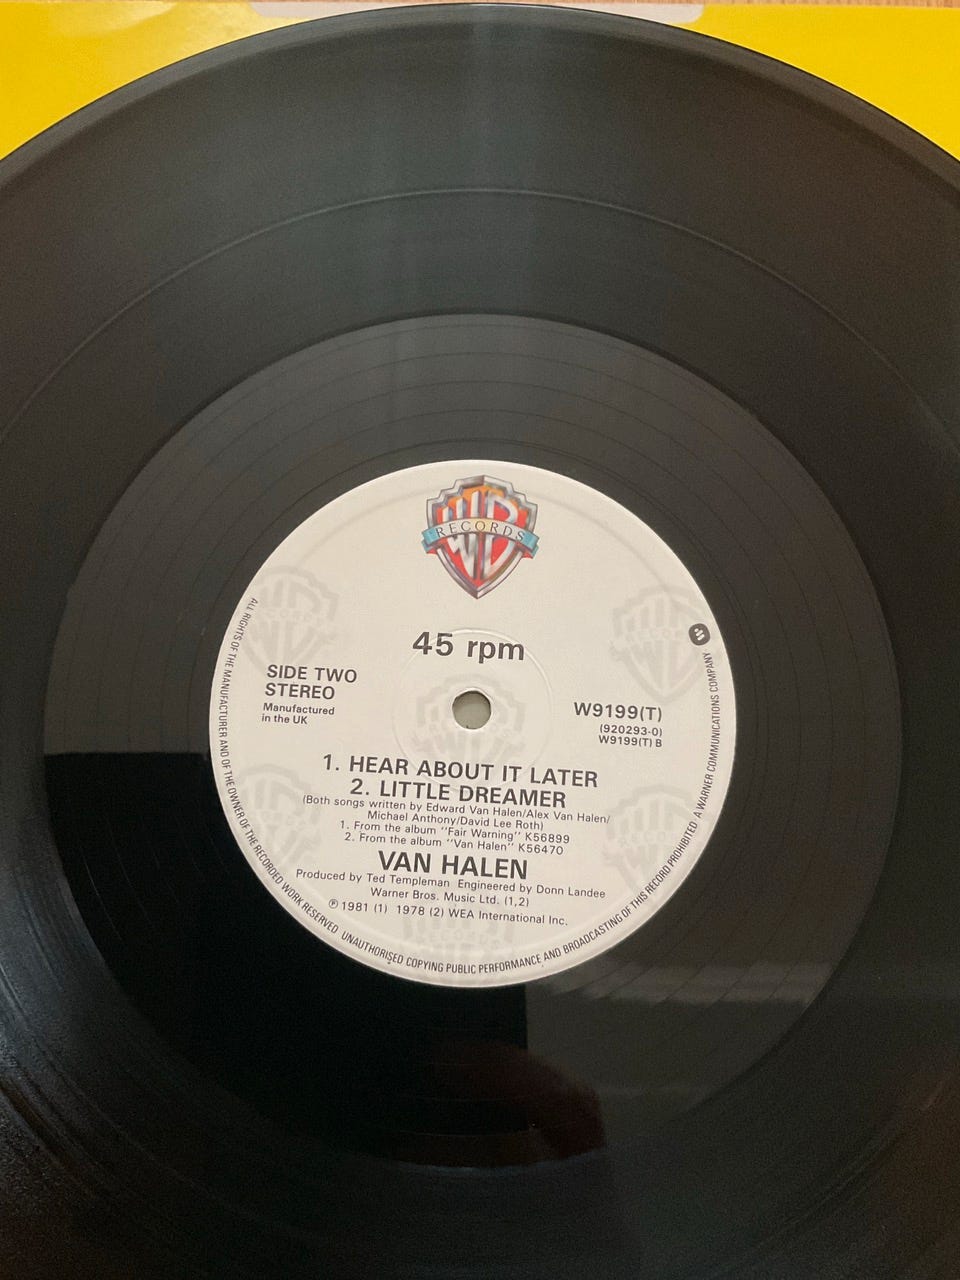 WB
RECORDS
45 rpm
SIDE TWO
STEREO
Manufactured
in the UK
W9199(T)
(920293-0)
W9199(T) B
1. HEAR ABOUT IT LATER
2. LITTLE DREAMER
(Both songs written by Edward Van Halen/Alex Van Halen/
Michael Anthony/David Lee Roth)
1. From the album "Fair Warning" K56899
2. From the album "Van Halen" K56470
VAN HALEN
Produced by Ted Templeman Engineered by Donn Landee
Warner Bros. Music Ltd. (1,2)
℗ 1981 (1) 1978 (2) WEA International Inc.
ALL RIGHTS OF THE MANUFACTURER AND OF THE OWNER OF THE RECORDED WORK RESERVED UNAUTHORISED COPYING PUBLIC PERFORMANCE AND BROADCASTING OF THIS RECORD PROHIBITED A WARNER COMMUNICATIONS COMPANY